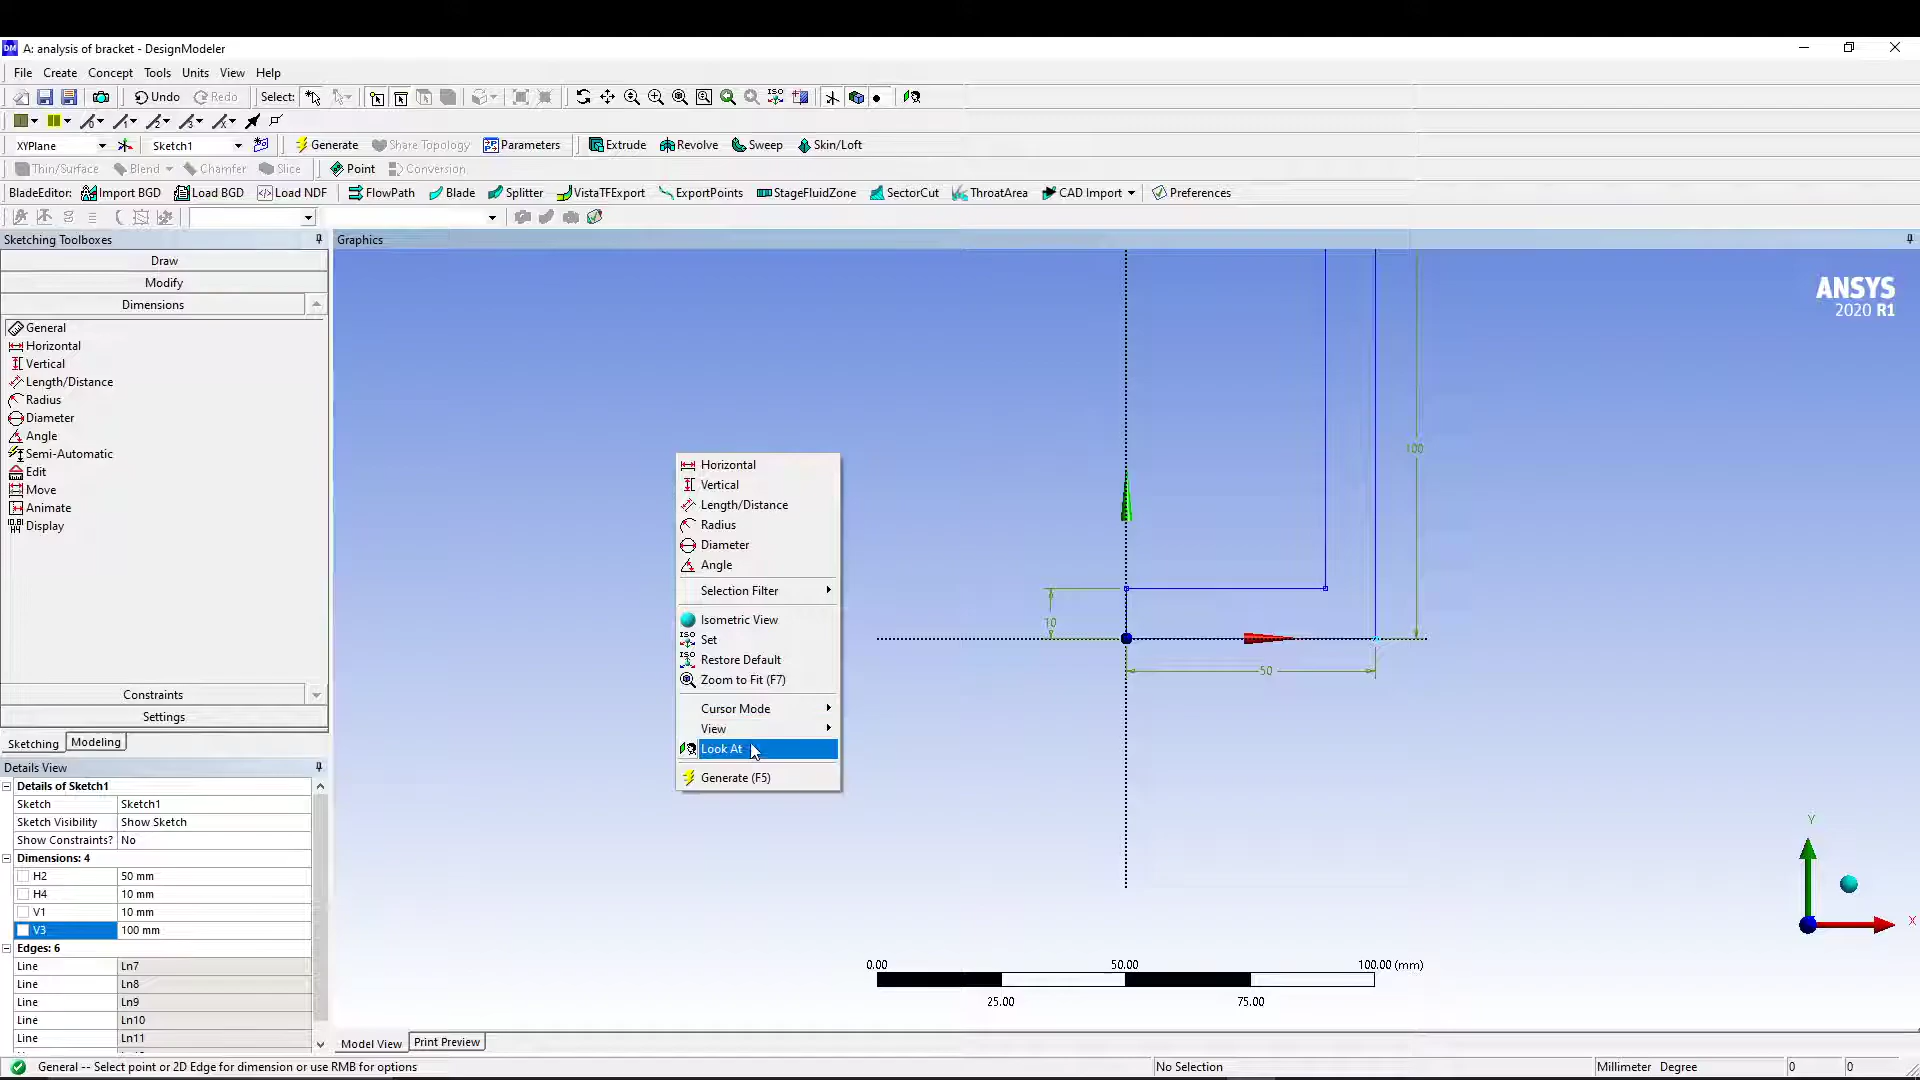 A: analysis of bracket - DesignModeler
File Create Concept Tools Units View Help
Undo Redo Select: ISO
XYPlane Sketch1 Generate Share Topology Parameters Extrude Revolve Sweep Skin/Loft
Thin/Surface Blend Chamfer Slice Point Conversion
BladeEditor: Import BGD Load BGD Load NDF FlowPath Blade Splitter VistaTFExport ExportPoints StageFluidZone SectorCut ThroatArea CAD Import Preferences
Sketching Toolboxes
Draw
Modify
Dimensions
General
Horizontal
Vertical
Length/Distance
Radius
Diameter
Angle
Semi-Automatic
Edit
Move
Animate
Display
Constraints
Settings
Sketching Modeling
Details View
Details of Sketch1
Sketch Sketch1
Sketch Visibility Show Sketch
Show Constraints? No
Dimensions: 4
H2 50 mm
H4 10 mm
V1 10 mm
V3 100 mm
Edges: 6
Line Ln7
Line Ln8
Line Ln9
Line Ln10
Line Ln11
Graphics
ANSYS
2020 R1
Horizontal
Vertical
Length/Distance
Radius
Diameter
Angle
Selection Filter
Isometric View
ISO Set
ISO Restore Default
Zoom to Fit (F7)
Cursor Mode
View
Look At
Generate (F5)
100
10
50
Y
X
0.00 50.00 100.00 (mm)
25.00 75.00
Model View Print Preview
General -- Select point or 2D Edge for dimension or use RMB for options No Selection Millimeter Degree 0 0